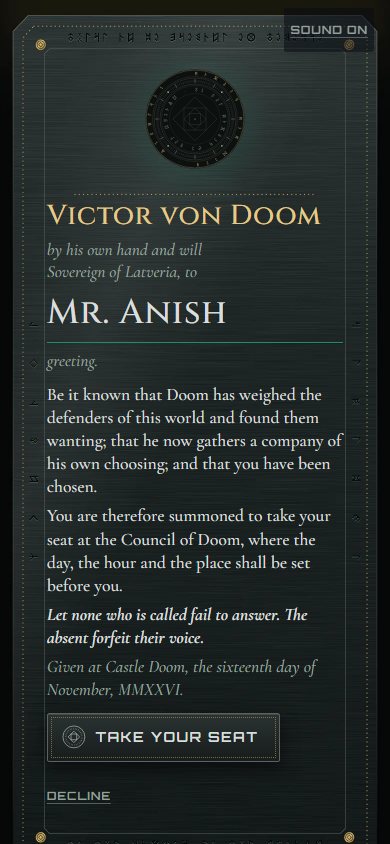 SOUND ON
VICTOR VON DOOM
by his own hand and will
Sovereign of Latveria, to
MR. ANISH
greeting.
Be it known that Doom has weighed the
defenders of this world and found them
wanting; that he now gathers a company of
his own choosing; and that you have been
chosen.
You are therefore summoned to take your
seat at the Council of Doom, where the
day, the hour and the place shall be set
before you.
Let none who is called fail to answer. The
absent forfeit their voice.
Given at Castle Doom, the sixteenth day of
November, MMXXVI.
TAKE YOUR SEAT
DECLINE